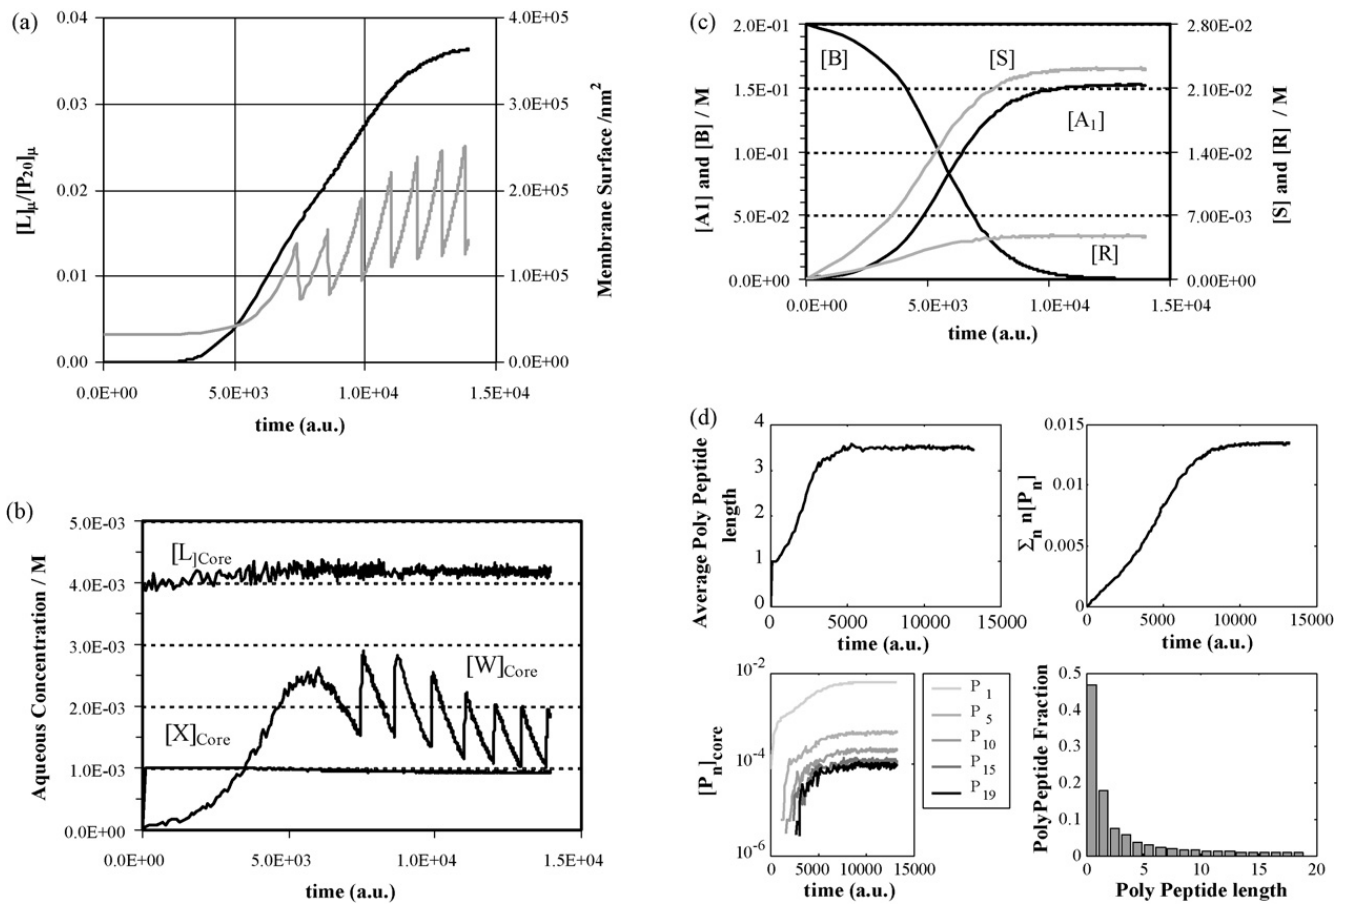 (a)
0.04
0.03
0.02
0.01
0.00
[L]μ/[P20]μ
4.0E+05
3.0E+05
2.0E+05
1.0E+05
0.0E+00
Membrane Surface /nm2
0.0E+00
5.0E+03
1.0E+04
1.5E+04
time (a.u.)
(c)
2.0E-01
1.5E-01
1.0E-01
5.0E-02
0.0E+00
[A1] and [B] / M
[B]
[S]
[A1]
[R]
2.80E-02
2.10E-02
1.40E-02
7.00E-03
0.00E+00
[S] and [R] / M
0.0E+00
5.0E+03
1.0E+04
1.5E+04
time (a.u.)
(b)
5.0E-03
4.0E-03
3.0E-03
2.0E-03
1.0E-03
0.0E+00
Aqueous Concentration / M
[L]Core
[W]Core
[X]Core
0.0E+00
5.0E+03
1.0E+04
1.5E+04
time (a.u.)
(d)
4
3
2
1
0
Average Poly Peptide
length
0
5000
10000
15000
time (a.u.)
0.015
0.01
0.005
0
Σn n[Pn]
0
5000
10000
15000
time (a.u.)
10-2
10-4
10-6
[Pn]core
0
5000
10000
15000
time (a.u.)
P 1
P 5
P 10
P 15
P 19
0.5
0.4
0.3
0.2
0.1
0
PolyPeptide Fraction
0
5
10
15
20
Poly Peptide length